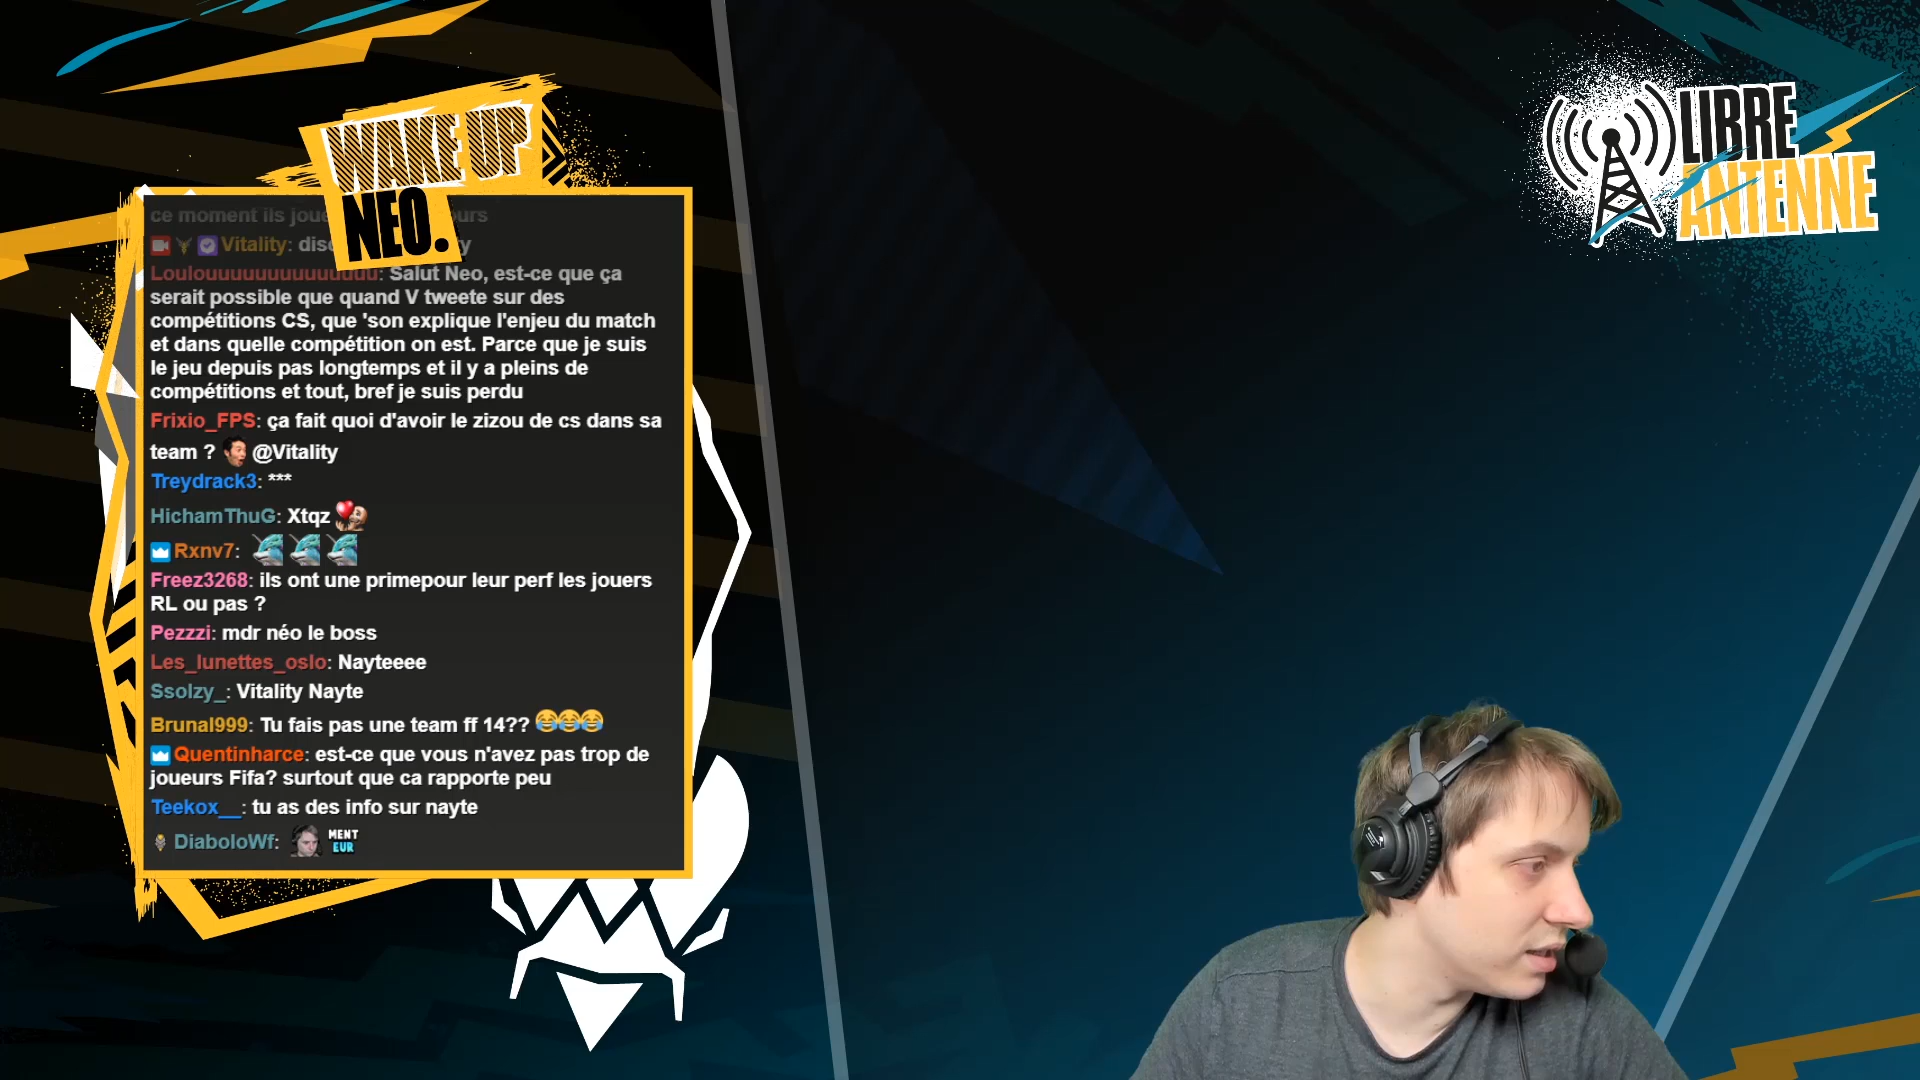 WAKE UP
NEO.
LIBRE
ANTENNE
ce moment ils
Vitality:
Salut Neo, est-ce que ça
serait possible que quand V tweete sur des
compétitions CS, que 'son explique l'enjeu du match
et dans quelle compétition on est. Parce que je suis
le jeu depuis pas longtemps et il y a pleins de
compétitions et tout, bref je suis perdu
Frixio_FPS: ça fait quoi d'avoir le zizou de cs dans sa
team ? @Vitality
Treydrack3: ***
HichamThuG: Xtqz
Rxnv7:
Freez3268: ils ont une primepour leur perf les jouers
RL ou pas ?
Pezzzi: mdr néo le boss
Les_lunettes_oslo: Nayteeee
Ssolzy_: Vitality Nayte
Brunal999: Tu fais pas une team ff 14??
Quentinharce: est-ce que vous n'avez pas trop de
joueurs Fifa? surtout que ca rapporte peu
Teekox__: tu as des info sur nayte
DiaboloWf: MENT
EUR